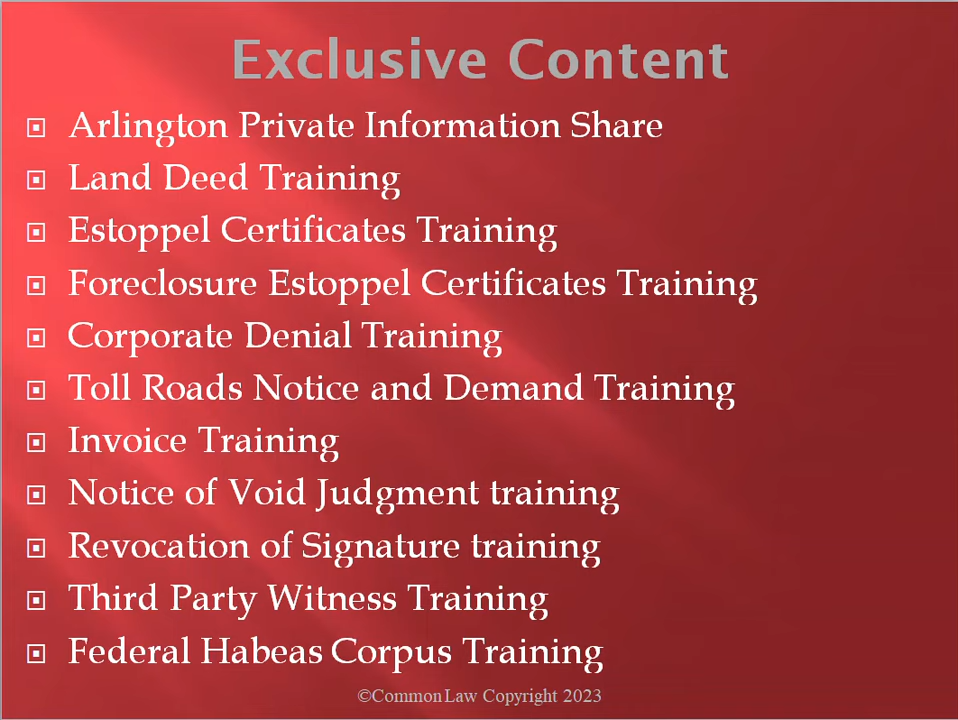 Exclusive Content
Arlington Private Information Share
Land Deed Training
Estoppel Certificates Training
Foreclosure Estoppel Certificates Training
Corporate Denial Training
Toll Roads Notice and Demand Training
Invoice Training
Notice of Void Judgment training
Revocation of Signature training
Third Party Witness Training
Federal Habeas Corpus Training
©Common Law Copyright 2023